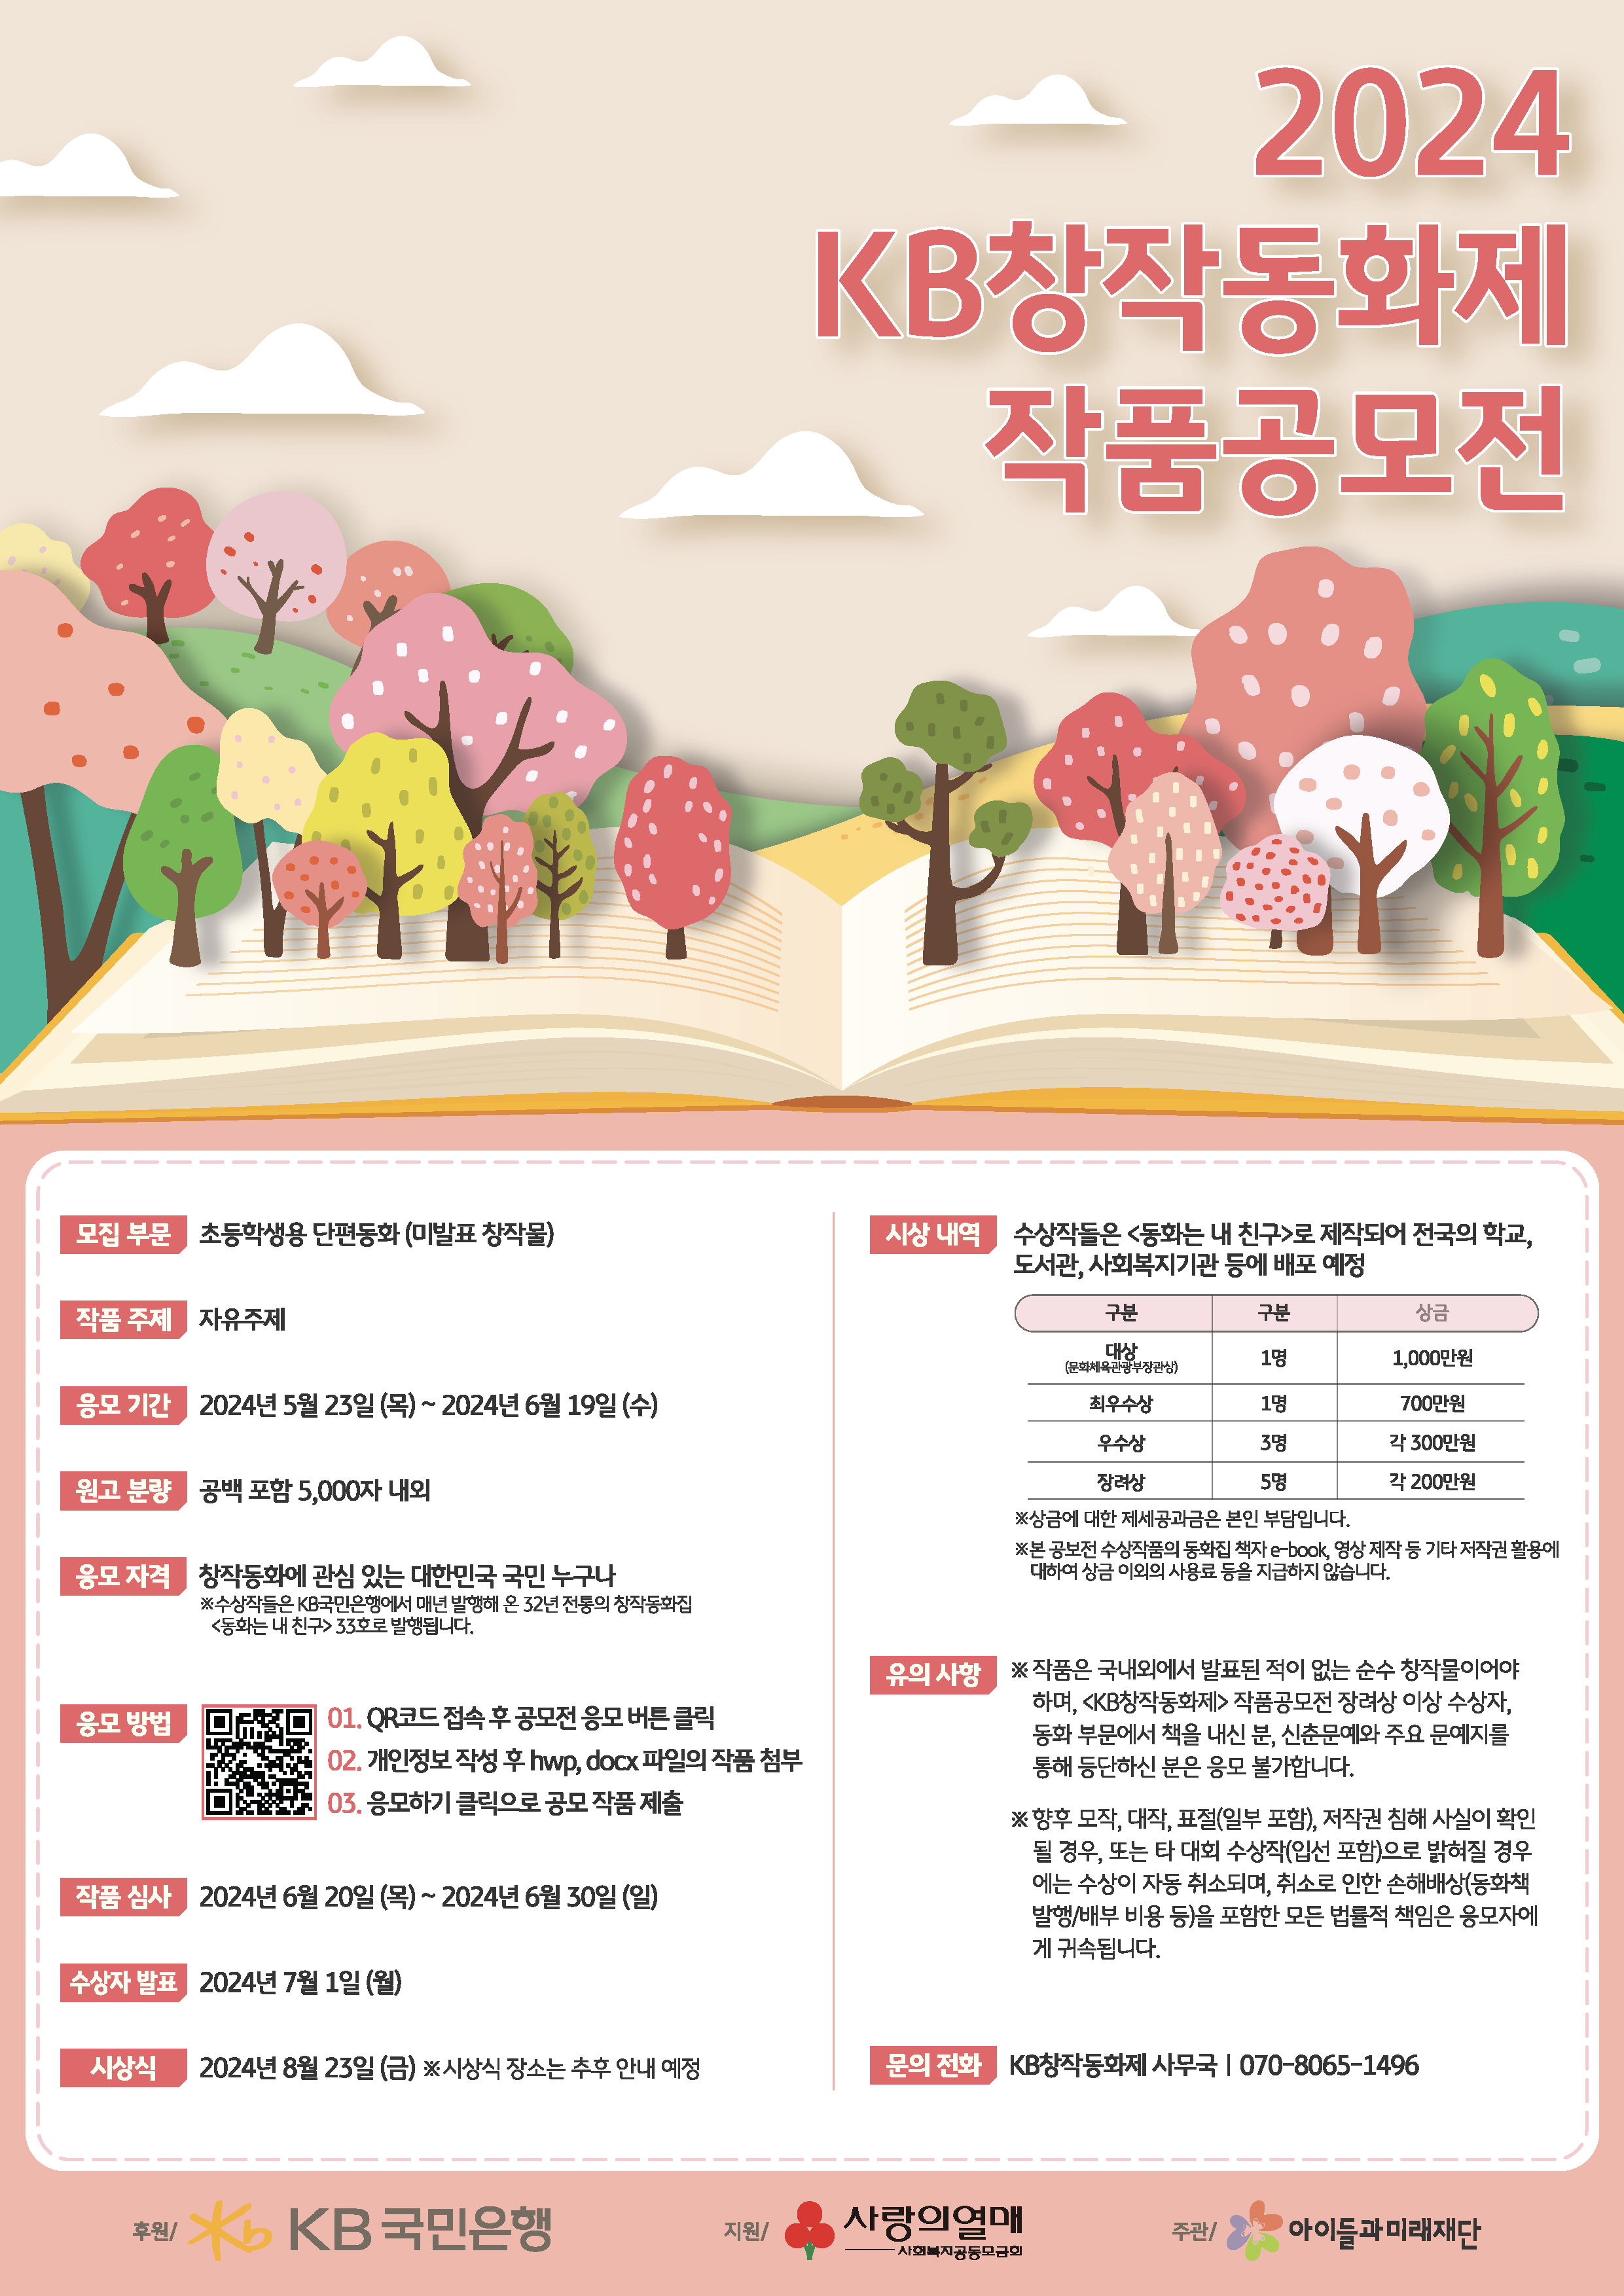 2024
KB창작동화제
작품공모전
모집 부문 초등학생용 단편동화 (미발표 창작물)
작품 주제 자유주제
응모 기간 2024년 5월 23일 (목) ~ 2024년 6월 19일 (수)
원고 분량 공백 포함 5,000자 내외
응모 자격 창작동화에 관심 있는 대한민국 국민 누구나
※수상작들은 KB국민은행에서 매년 발행해 온 32년 전통의 창작동화집
<동화는 내 친구> 33호로 발행됩니다.
응모 방법
01. QR코드 접속 후 공모전 응모 버튼 클릭
02. 개인정보 작성 후 hwp, docx 파일의 작품 첨부
03. 응모하기 클릭으로 공모 작품 제출
작품 심사 2024년 6월 20일 (목) ~ 2024년 6월 30일 (일)
수상자 발표 2024년 7월 1일 (월)
시상식 2024년 8월 23일 (금) ※시상식 장소는 추후 안내 예정
시상 내역 수상작들은 <동화는 내 친구>로 제작되어 전국의 학교,
도서관, 사회복지기관 등에 배포 예정
구분 구분 상금
대상 1명 1,000만원
(문화체육관광부장관상)
최우수상 1명 700만원
우수상 3명 각 300만원
장려상 5명 각 200만원
※상금에 대한 제세공과금은 본인 부담입니다.
※본 공보전 수상작품의 동화집 책자 e-book, 영상 제작 등 기타 저작권 활용에
대하여 상금 이외의 사용료 등을 지급하지 않습니다.
유의 사항 ※ 작품은 국내외에서 발표된 적이 없는 순수 창작물이어야
하며, <KB창작동화제> 작품공모전 장려상 이상 수상자,
동화 부문에서 책을 내신 분, 신춘문예와 주요 문예지를
통해 등단하신 분은 응모 불가합니다.
※ 향후 모작, 대작, 표절(일부 포함), 저작권 침해 사실이 확인
될 경우, 또는 타 대회 수상작(입선 포함)으로 밝혀질 경우
에는 수상이 자동 취소되며, 취소로 인한 손해배상(동화책
발행/배부 비용 등)을 포함한 모든 법률적 책임은 응모자에
게 귀속됩니다.
문의 전화 KB창작동화제 사무국 | 070-8065-1496
후원/ KB 국민은행
지원/ 사랑의열매
사회복지공동모금회
주관/ 아이들과미래재단